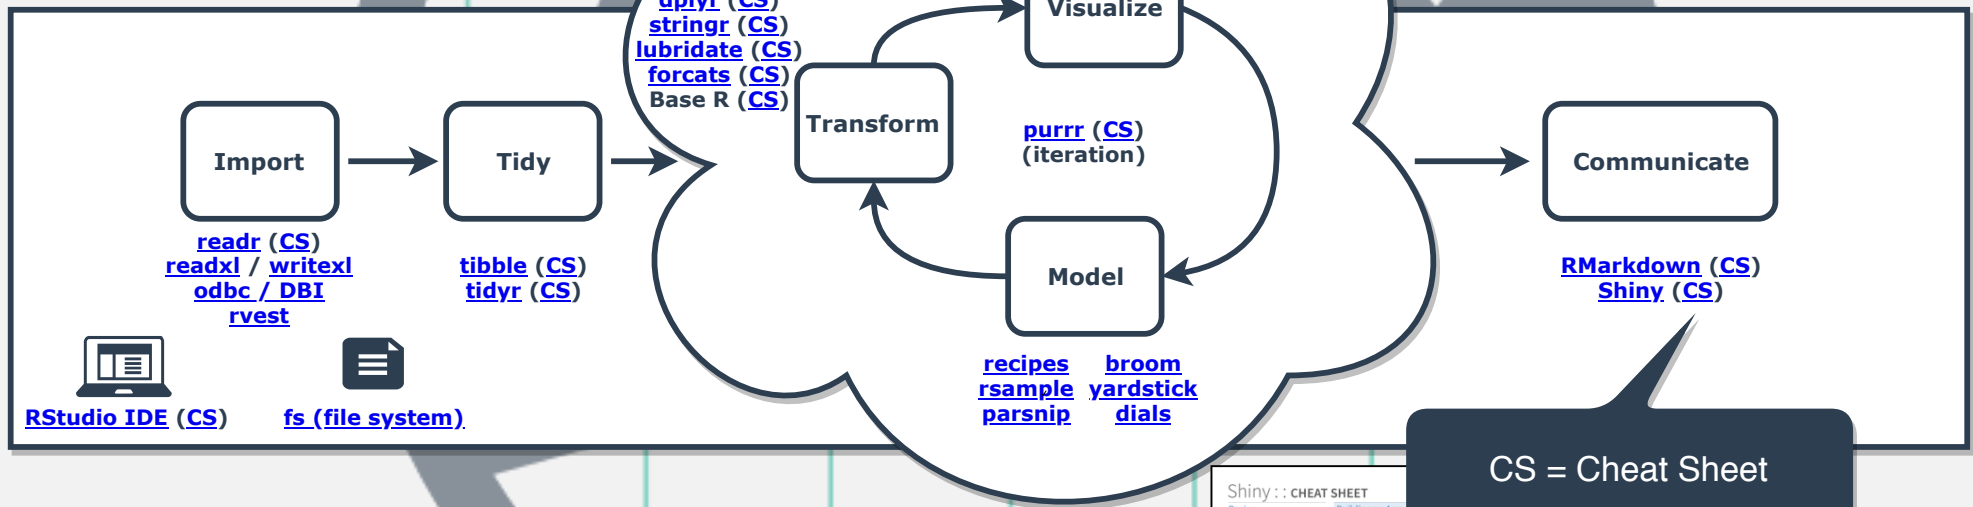 dplyr (CS)
stringr (CS)
lubridate (CS)
forcats (CS)
Base R (CS)
Visualize
Transform
purrr (CS)
(iteration)
Import
Tidy
Model
Communicate
readr (CS)
readxl / writexl
odbc / DBI
rvest
tibble (CS)
tidyr (CS)
RMarkdown (CS)
Shiny (CS)
recipes broom
rsample yardstick
parsnip dials
RStudio IDE (CS)
fs (file system)
CS = Cheat Sheet
Shiny : : CHEAT SHEET